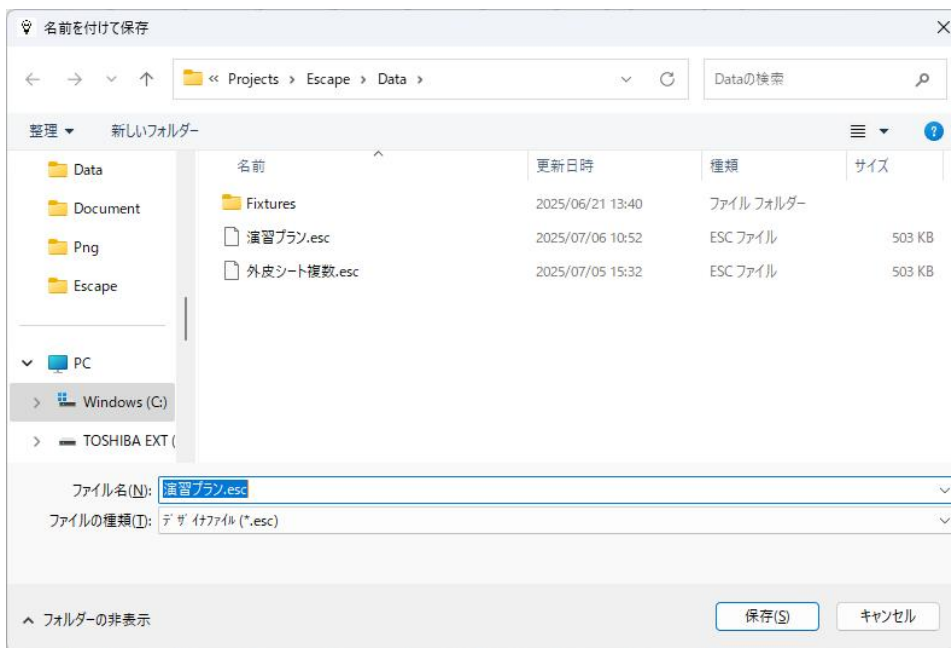 名前を付けて保存
« Projects › Escape › Data ›
Dataの検索
整理 新しいフォルダー
名前 更新日時 種類 サイズ
Data
Document
Png
Escape
PC
Windows (C:)
TOSHIBA EXT (
Fixtures 2025/06/21 13:40 ファイル フォルダー
演習プラン.esc 2025/07/06 10:52 ESC ファイル 503 KB
外皮シート複数.esc 2025/07/05 15:32 ESC ファイル 503 KB
ファイル名(N): 演習プラン.esc
ファイルの種類(T): デザイナファイル (*.esc)
フォルダーの非表示
保存(S) キャンセル